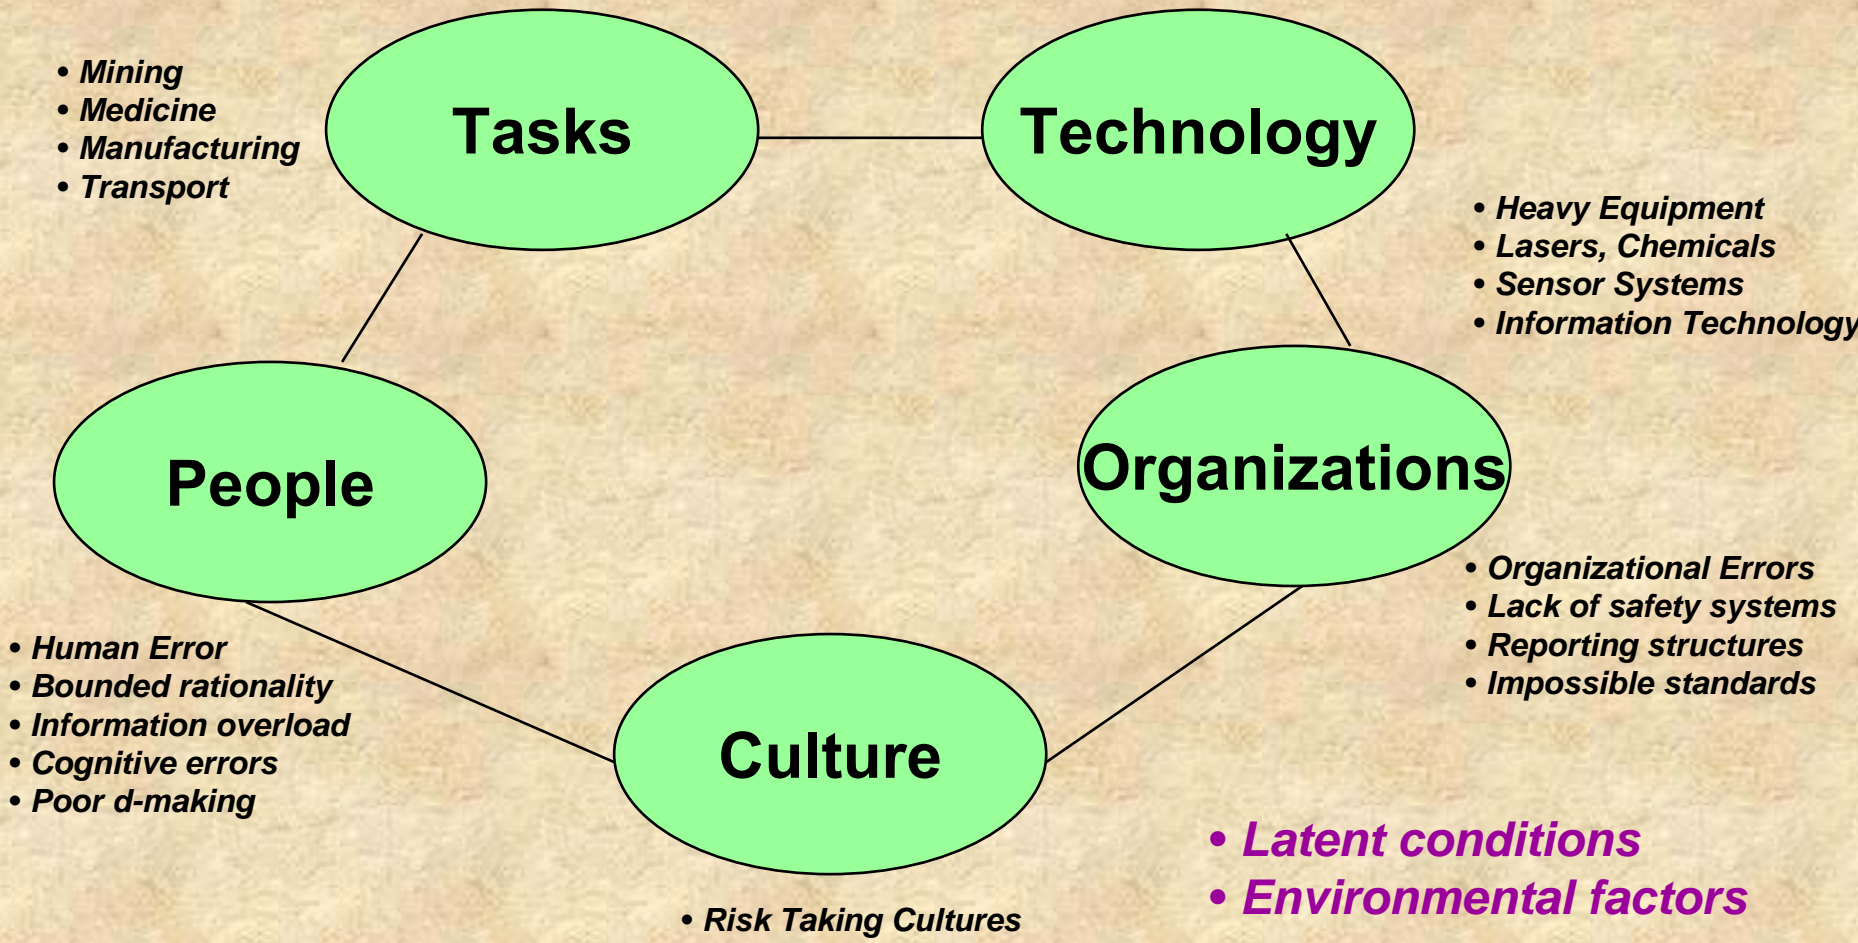 Tasks
Technology
• Mining
• Medicine
• Manufacturing
• Transport
• Heavy Equipment
• Lasers, Chemicals
• Sensor Systems
• Information Technology
People
Organizations
• Organizational Errors
• Lack of safety systems
• Reporting structures
• Impossible standards
• Human Error
• Bounded rationality
• Information overload
• Cognitive errors
• Poor d-making
Culture
• Risk Taking Cultures
• Latent conditions
• Environmental factors